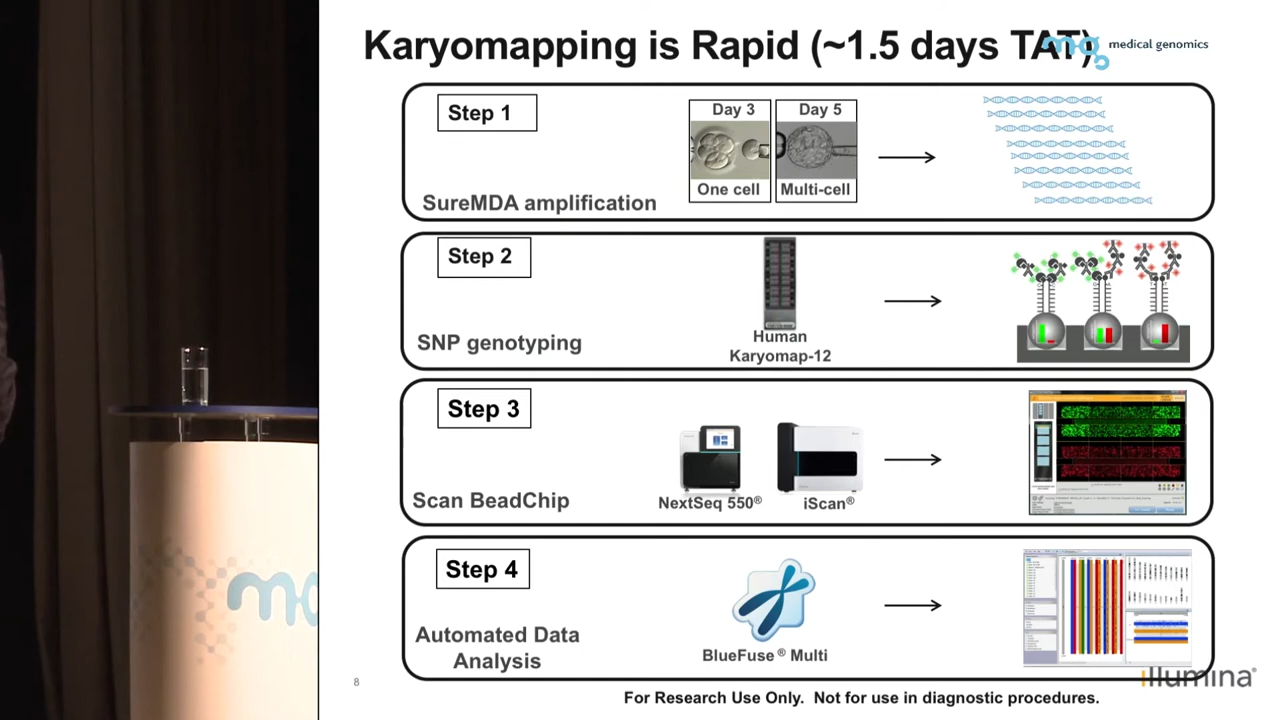 Karyomapping is Rapid (~1.5 days TAT)
mg medical genomics
Step 1
Day 3
Day 5
One cell
Multi-cell
SureMDA amplification
Step 2
SNP genotyping
Human
Karyomap-12
Step 3
Scan BeadChip
NextSeq 550®
iScan®
Step 4
Automated Data
Analysis
BlueFuse® Multi
mg
8
For Research Use Only. Not for use in diagnostic procedures.
illumina®